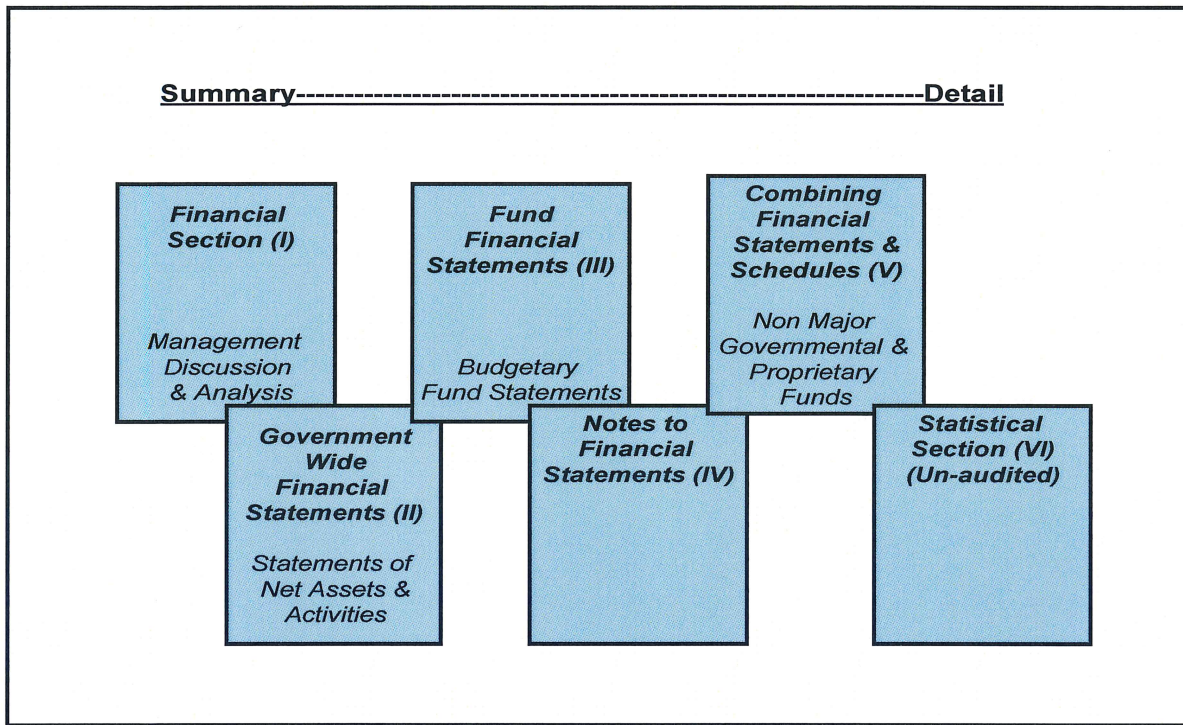 Summary-----------------------------------------------------------------Detail
Financial
Section (I)
Management
Discussion
& Analysis
Government
Wide
Financial
Statements (II)
Statements of
Net Assets &
Activities
Fund
Financial
Statements (III)
Budgetary
Fund Statements
Notes to
Financial
Statements (IV)
Combining
Financial
Statements &
Schedules (V)
Non Major
Governmental &
Proprietary
Funds
Statistical
Section (VI)
(Un-audited)